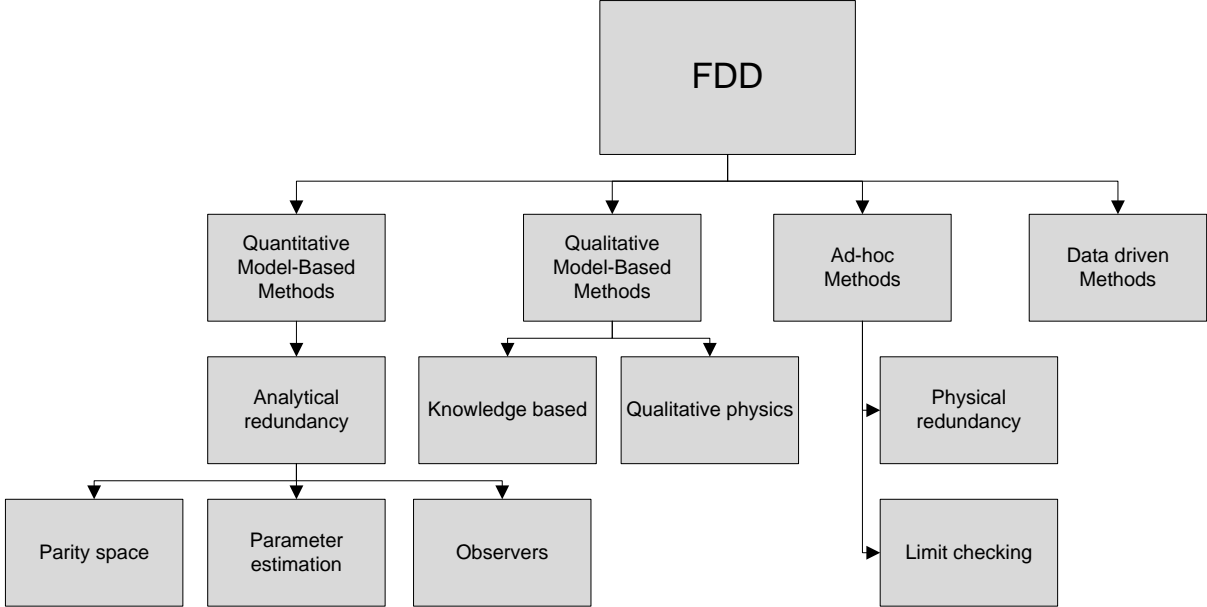 FDD
Quantitative
Model-Based
Methods
Qualitative
Model-Based
Methods
Ad-hoc
Methods
Data driven
Methods
Analytical
redundancy
Knowledge based
Qualitative physics
Physical
redundancy
Parity space
Parameter
estimation
Observers
Limit checking